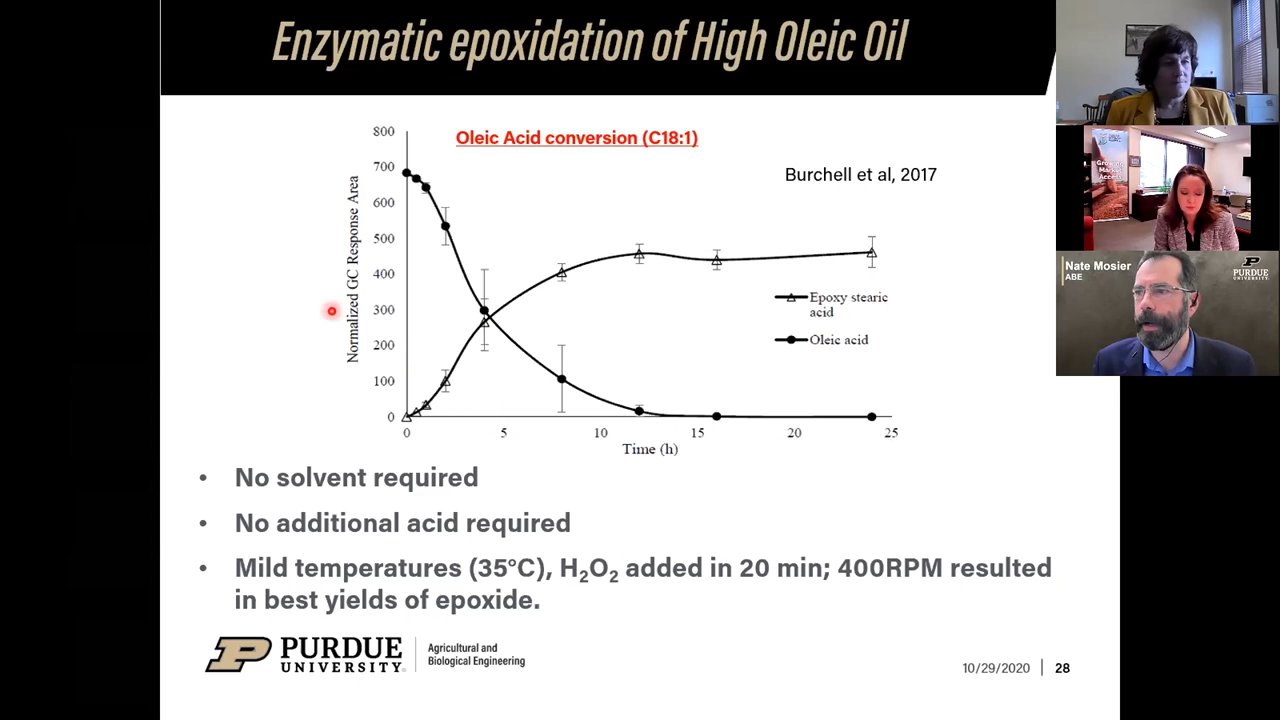 Enzymatic epoxidation of High Oleic Oil
Oleic Acid conversion (C18:1)
Burchell et al, 2017
Normalized GC Response Area
800
700
600
500
400
300
200
100
0
0
5
10
15
20
25
Time (h)
Epoxy stearic
acid
Oleic acid
• No solvent required
• No additional acid required
• Mild temperatures (35°C), H₂O₂ added in 20 min; 400RPM resulted
in best yields of epoxide.
PURDUE
UNIVERSITY
Agricultural and
Biological Engineering
10/29/2020
28
Market
Access
Nate Mosier
ABE
PURDUE
UNIVERSITY